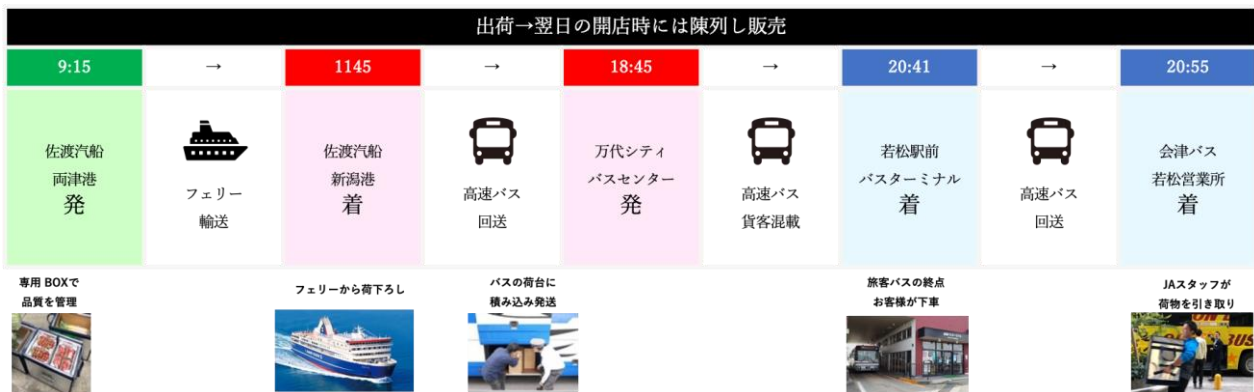 出荷→翌日の開店時には陳列し販売
9:15 → 1145 → 18:45 → 20:41 → 20:55
佐渡汽船
両津港
発
フェリー
輸送
佐渡汽船
新潟港
着
高速バス
回送
万代シティ
バスセンター
発
高速バス
貨客混載
若松駅前
バスターミナル
着
高速バス
回送
会津バス
若松営業所
着
専用 BOXで
品質を管理
フェリーから荷下ろし
バスの荷台に
積み込み発送
旅客バスの終点
お客様が下車
JAスタッフが
荷物を引き取り